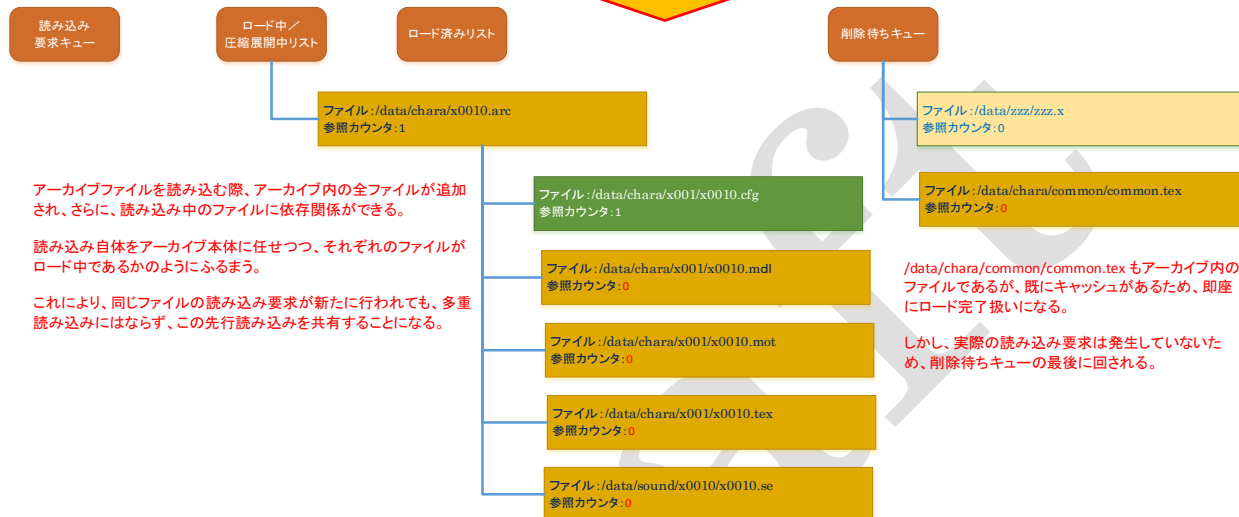 読み込み
要求キュー
ロード中／
圧縮展開中リスト
ロード済みリスト
削除待ちキュー
ファイル:/data/chara/x0010.arc
参照カウンタ:1
ファイル:/data/zzz/zzz.x
参照カウンタ:0
アーカイブファイルを読み込む際、アーカイブ内の全ファイルが追加
され、さらに、読み込み中のファイルに依存関係ができる。
読み込み自体をアーカイブ本体に任せつつ、それぞれのファイルが
ロード中であるかのようにふるまう。
これにより、同じファイルの読み込み要求が新たに行われても、多重
読み込みにはならず、この先行読み込みを共有することになる。
ファイル:/data/chara/x001/x0010.cfg
参照カウンタ:1
ファイル:/data/chara/common/common.tex
参照カウンタ:0
ファイル:/data/chara/x001/x0010.mdl
参照カウンタ:0
/data/chara/common/common.tex もアーカイブ内の
ファイルであるが、既にキャッシュがあるため、即座
にロード完了扱いになる。
しかし、実際の読み込み要求は発生していないた
め、削除待ちキューの最後に回される。
ファイル:/data/chara/x001/x0010.mot
参照カウンタ:0
ファイル:/data/chara/x001/x0010.tex
参照カウンタ:0
ファイル:/data/sound/x0010/x0010.se
参照カウンタ:0